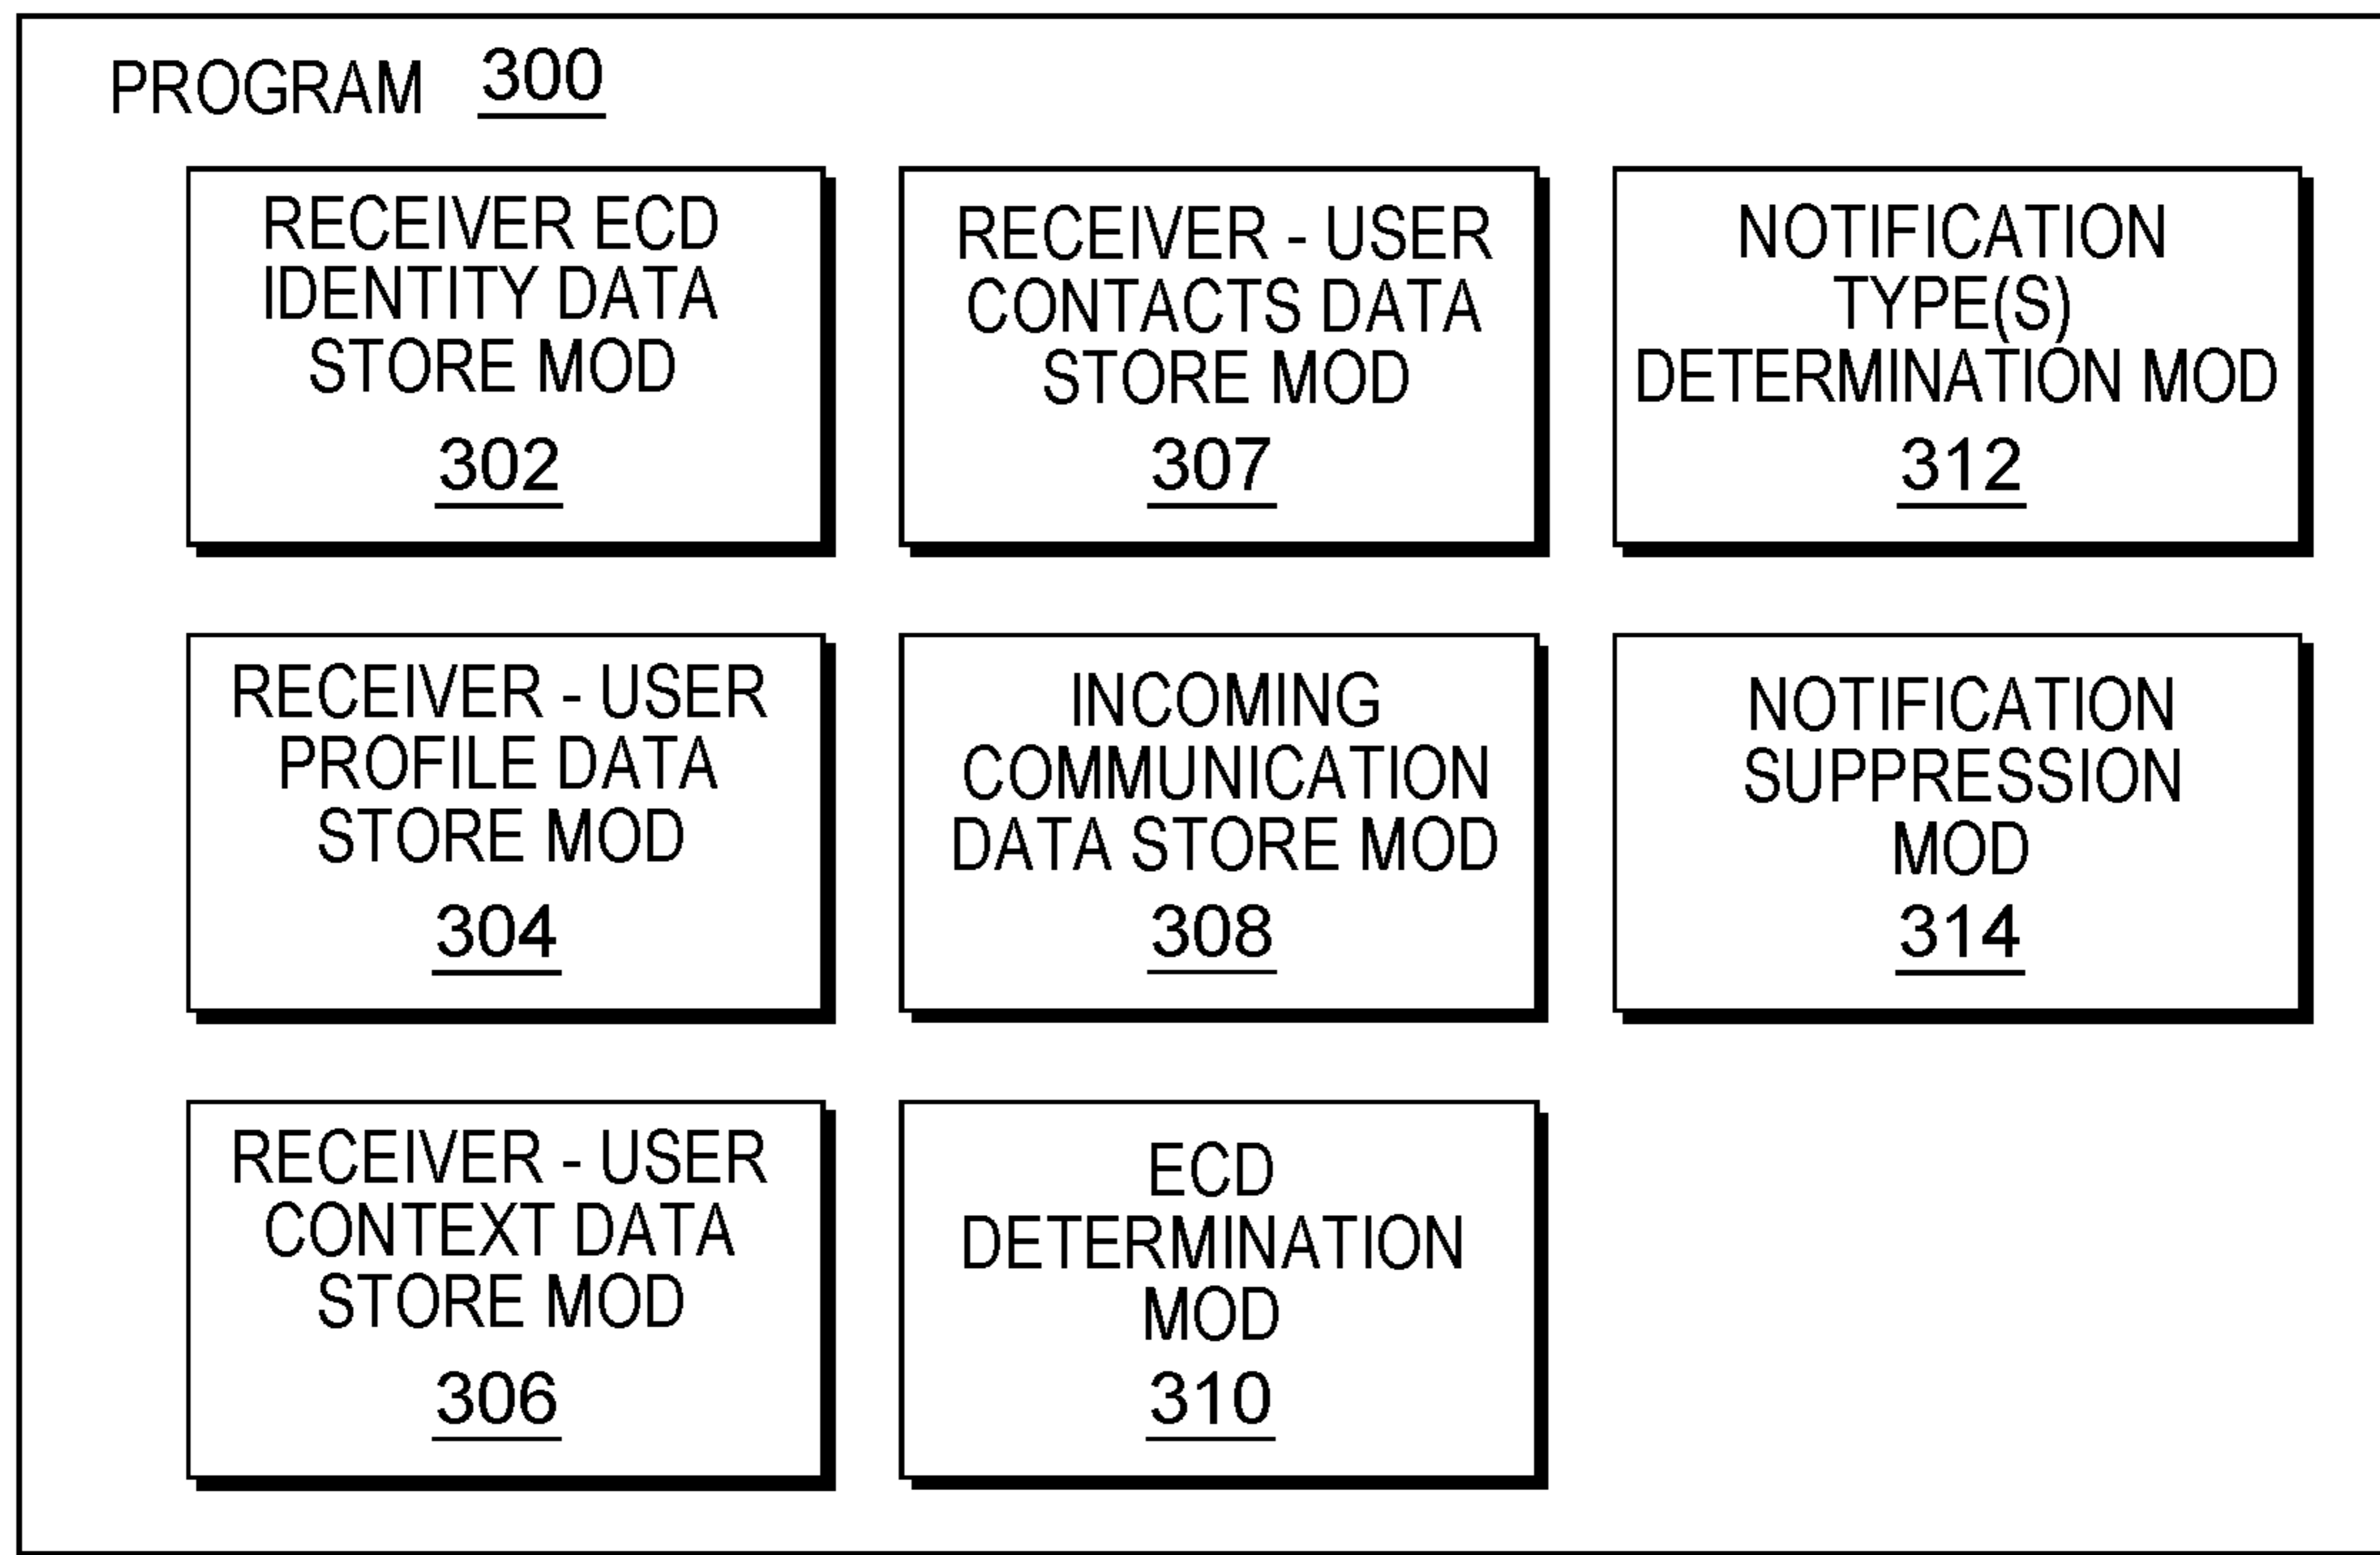 PROGRAM 300
RECEIVER ECD
IDENTITY DATA
STORE MOD
302
RECEIVER - USER
PROFILE DATA
STORE MOD
304
RECEIVER - USER
CONTEXT DATA
STORE MOD
306
RECEIVER - USER
CONTACTS DATA
STORE MOD
307
INCOMING
COMMUNICATION
DATA STORE MOD
308
ECD
DETERMINATION
MOD
310
NOTIFICATION
TYPE(S)
DETERMINATION MOD
312
NOTIFICATION
SUPPRESSION
MOD
314